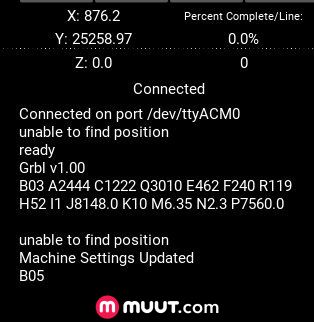 X: 876.2
Percent Complete/Line:
Y: 25258.97
0.0%
Z: 0.0
0
Connected
Connected on port /dev/ttyACM0
unable to find position
ready
Grbl v1.00
B03 A2444 C1222 Q3010 E462 F240 R119
H52 I1 J8148.0 K10 M6.35 N2.3 P7560.0
unable to find position
Machine Settings Updated
B05
MUUT.com